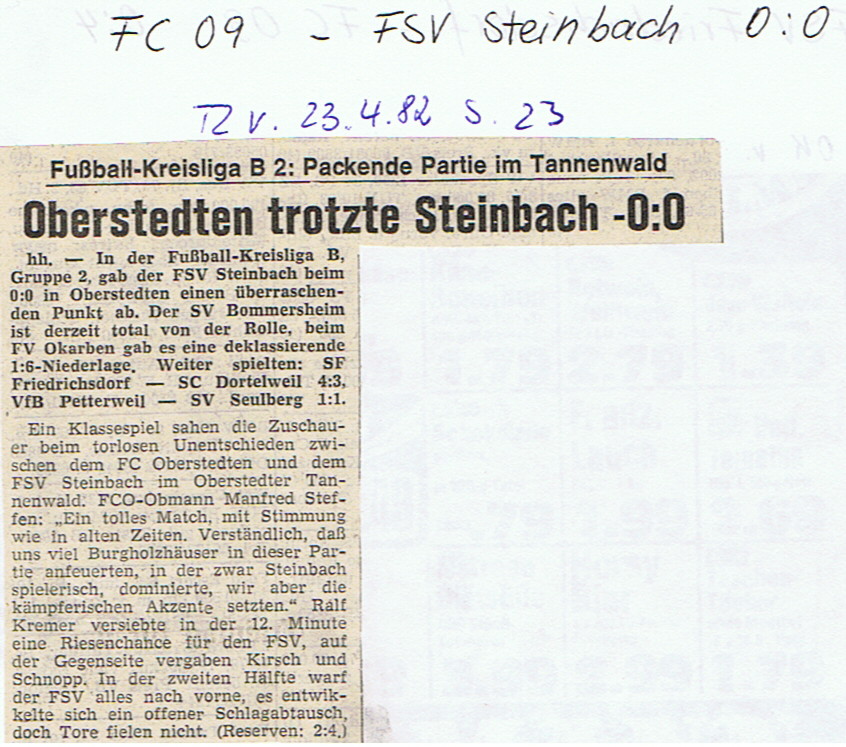 FC 09 - FSV Steinbach 0:0
TZ v. 23.4.82 S. 23
Fußball-Kreisliga B 2: Packende Partie im Tannenwald
Oberstedten trotzte Steinbach -0:0
hh. — In der Fußball-Kreisliga B,
Gruppe 2, gab der FSV Steinbach beim
0:0 in Oberstedten einen überraschen-
den Punkt ab. Der SV Bommersheim
ist derzeit total von der Rolle, beim
FV Okarben gab es eine deklassierende
1:6-Niederlage. Weiter spielten: SF
Friedrichsdorf — SC Dortelweil 4:3,
VfB Petterweil — SV Seulberg 1:1.
Ein Klassespiel sahen die Zuschau-
er beim torlosen Unentschieden zwi-
schen dem FC Oberstedten und dem
FSV Steinbach im Oberstedter Tan-
nenwald. FCO-Obmann Manfred Stef-
fen: „Ein tolles Match, mit Stimmung
wie in alten Zeiten. Verständlich, daß
uns viel Burgholzhäuser in dieser Par-
tie anfeuerten, in der zwar Steinbach
spielerisch, dominierte, wir aber die
kämpferischen Akzente setzten.“ Ralf
Kremer versiebte in der 12. Minute
eine Riesenchance für den FSV, auf
der Gegenseite vergaben Kirsch und
Schnopp. In der zweiten Hälfte warf
der FSV alles nach vorne, es entwik-
kelte sich ein offener Schlagabtausch,
doch Tore fielen nicht. (Reserven: 2:4.)